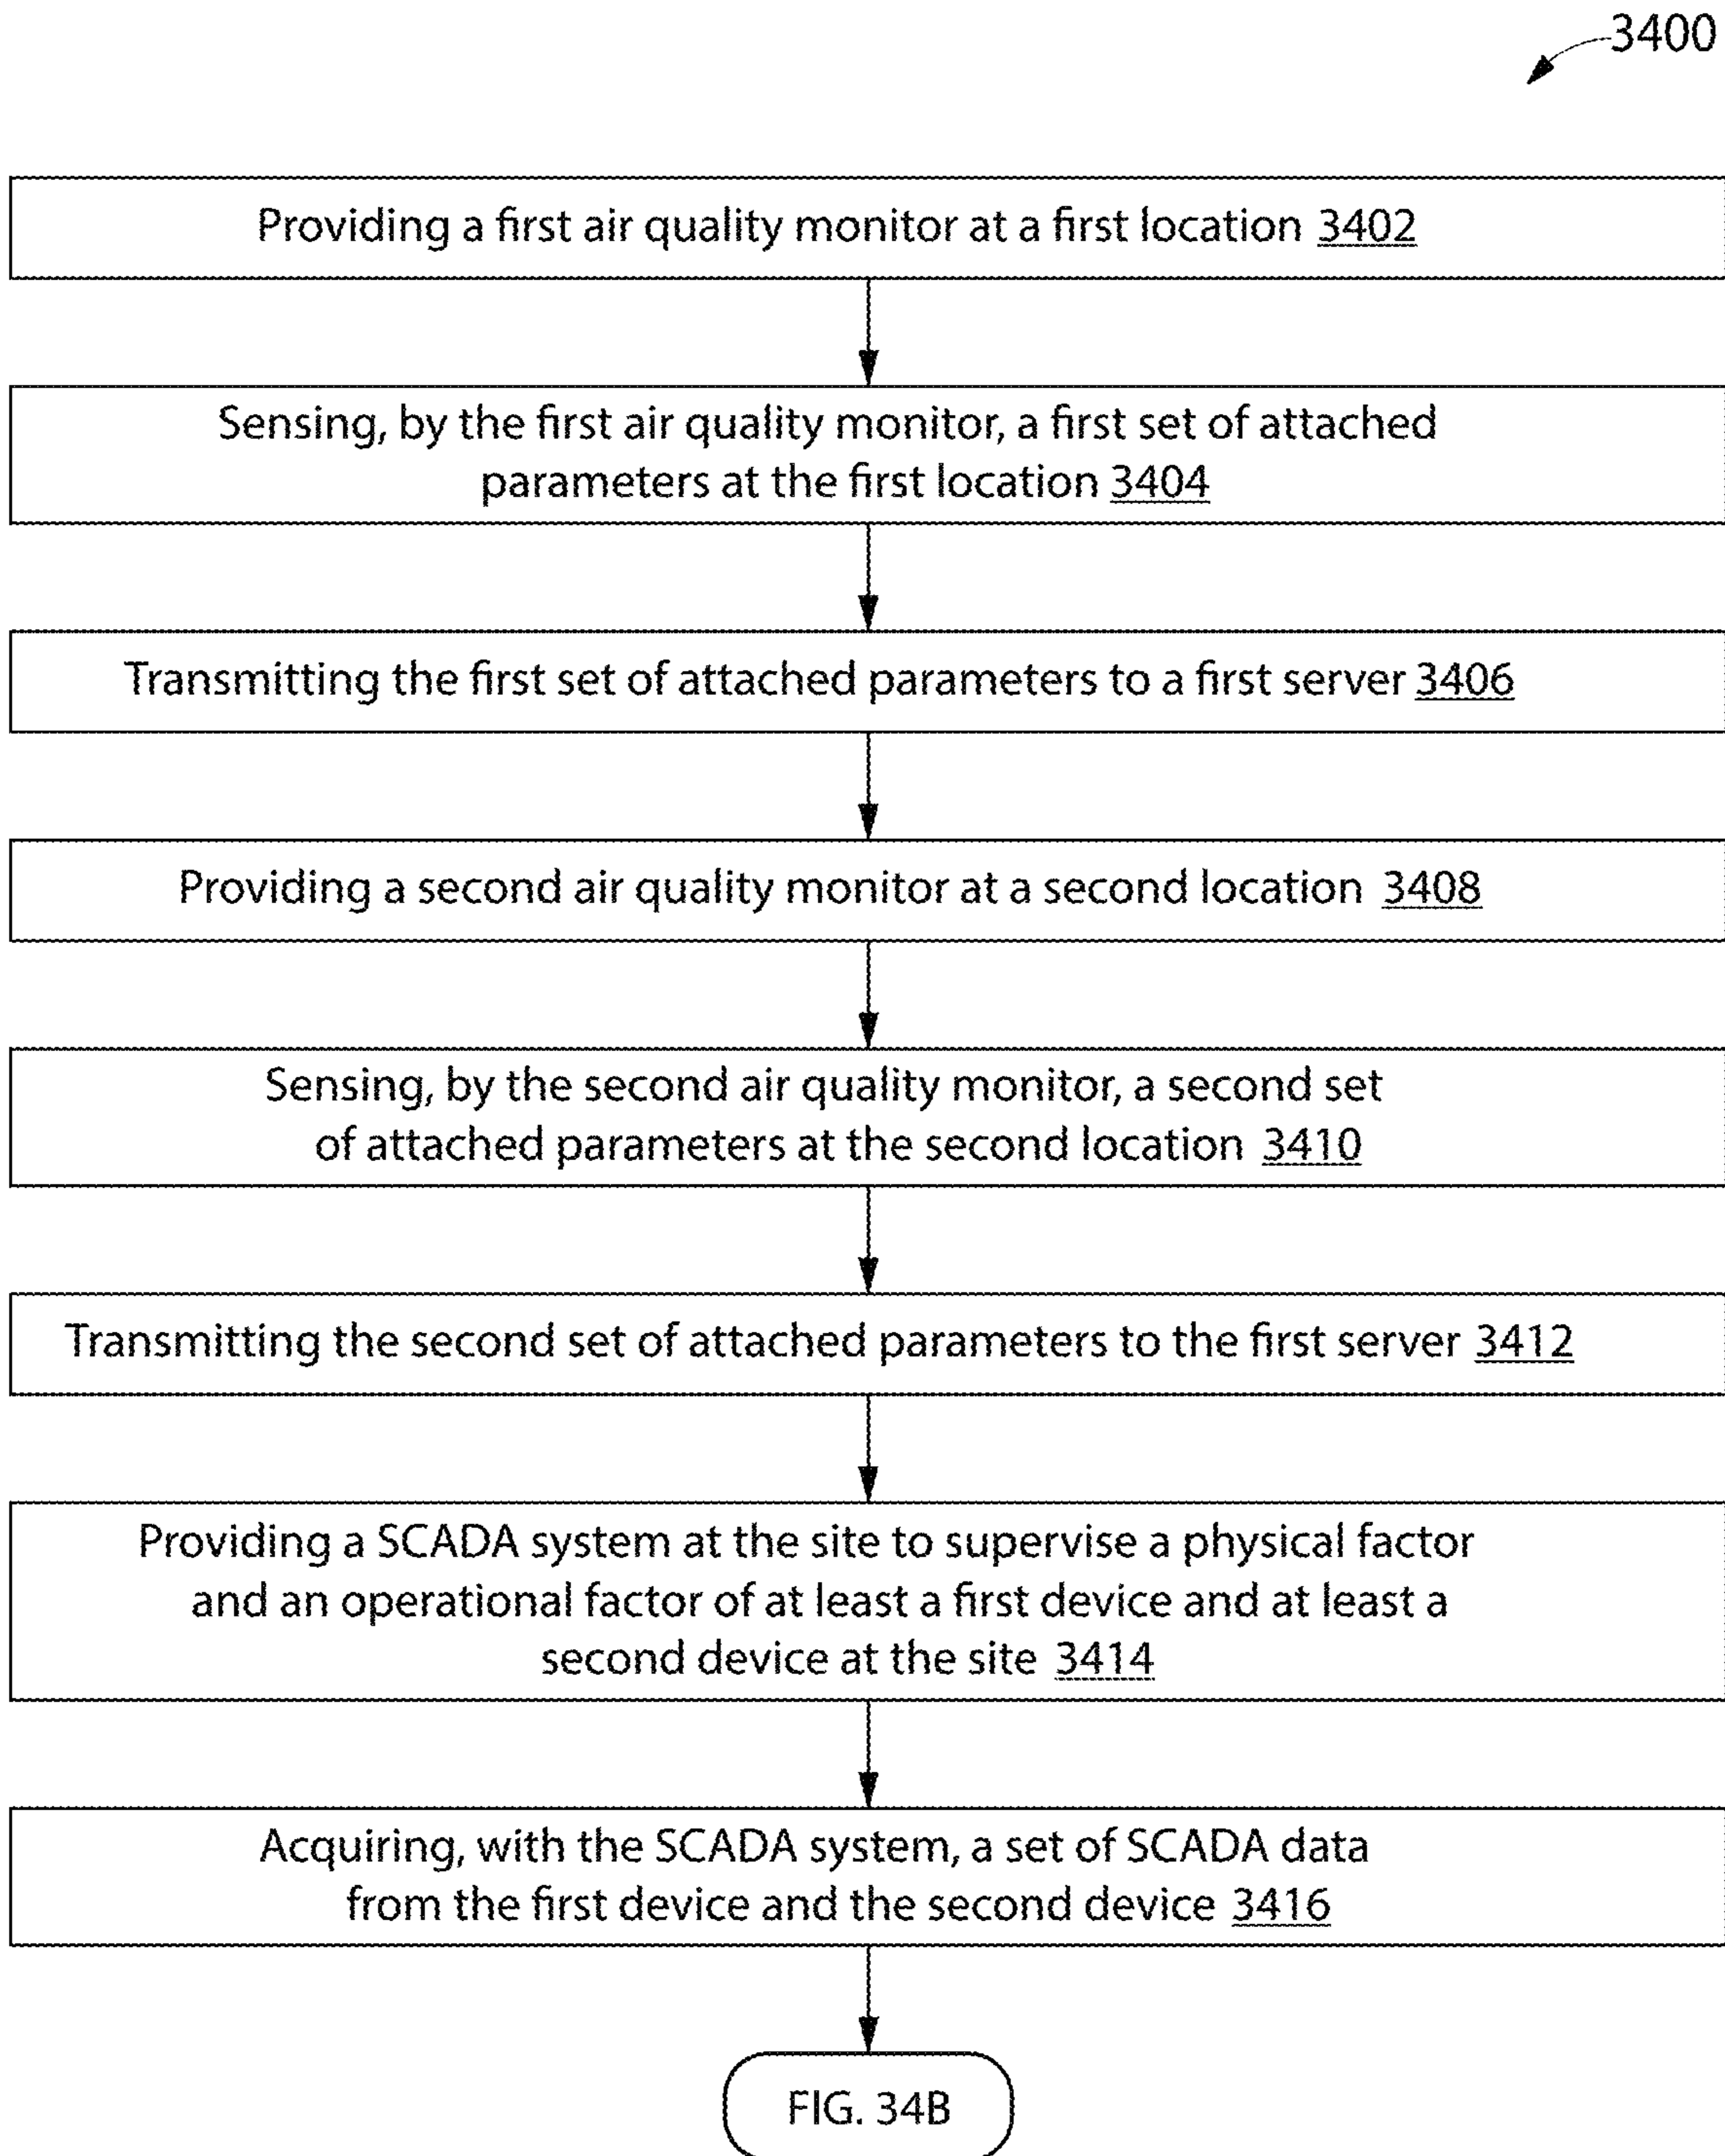 3400
Providing a first air quality monitor at a first location 3402
Sensing, by the first air quality monitor, a first set of attached
parameters at the first location 3404
Transmitting the first set of attached parameters to a first server 3406
Providing a second air quality monitor at a second location 3408
Sensing, by the second air quality monitor, a second set
of attached parameters at the second location 3410
Transmitting the second set of attached parameters to the first server 3412
Providing a SCADA system at the site to supervise a physical factor
and an operational factor of at least a first device and at least a
second device at the site 3414
Acquiring, with the SCADA system, a set of SCADA data
from the first device and the second device 3416
FIG. 34B